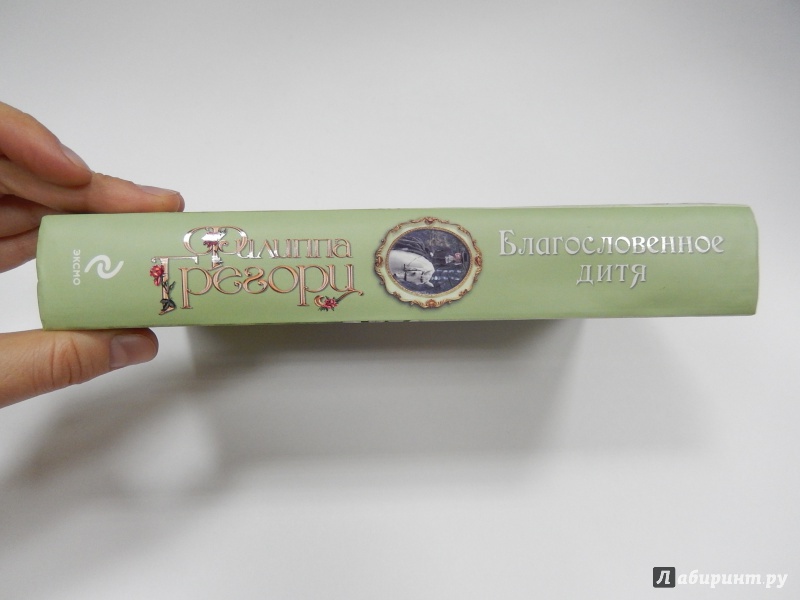 эксмо
Филиппа
Грегори
Благословенное
дитя
Лабиринт.ру